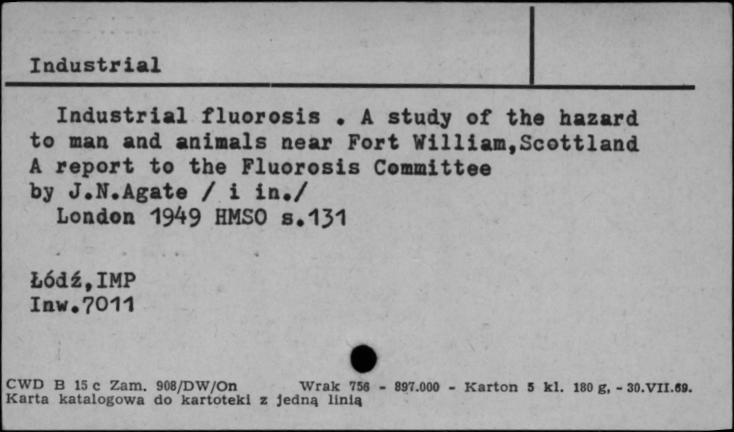 Industrial
Industrial fluorosis . A study of the hazard
to man and animals near Fort William,Scottland
A report to the Fluorosis Committee
by J.N.Agate / i in./
London 1949 HMSO s.131
Łódź,IMP
Inw.7011
CWD B 15 c Zam. 908/DW/On Wrak 756 - 897.000 - Karton 5 kl. 180 g, - 30.VII.69.
Karta katalogowa do kartoteki z jedną linią